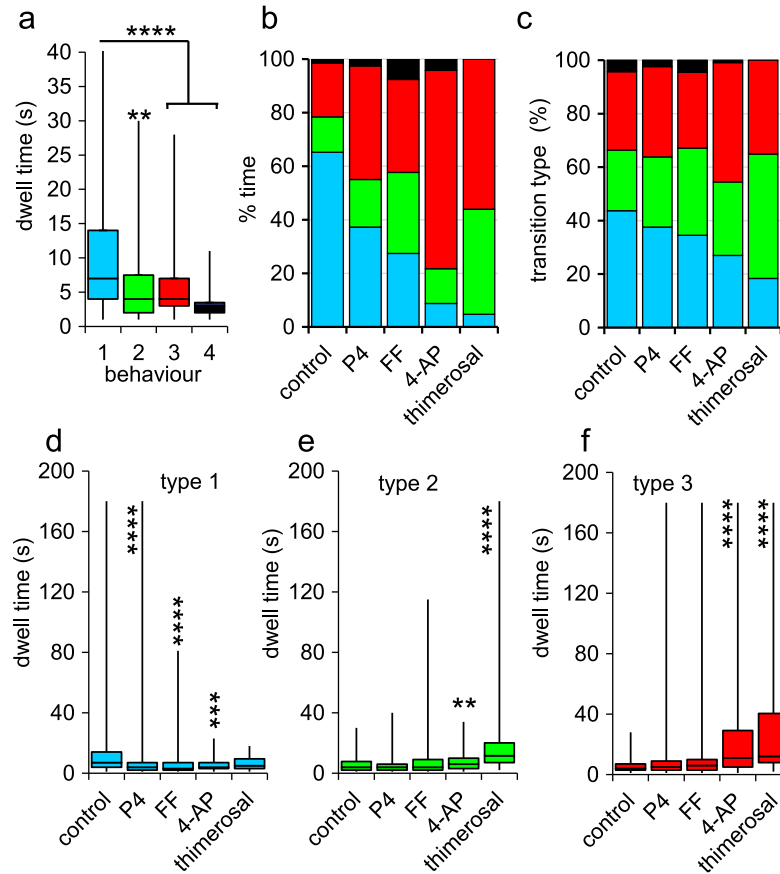 a
****
**
dwell time (s)
40
35
30
25
20
15
10
5
0
1 2 3 4
behaviour
b
% time
100
80
60
40
20
0
control P4 FF 4-AP thimerosal
c
transition type (%)
100
80
60
40
20
0
control P4 FF 4-AP thimerosal
d
type 1
dwell time (s)
200
160
120
80
40
0
****
****
***
control P4 FF 4-AP thimerosal
e
type 2
dwell time (s)
200
160
120
80
40
0
**
****
control P4 FF 4-AP thimerosal
f
type 3
dwell time (s)
200
160
120
80
40
0
****
****
control P4 FF 4-AP thimerosal